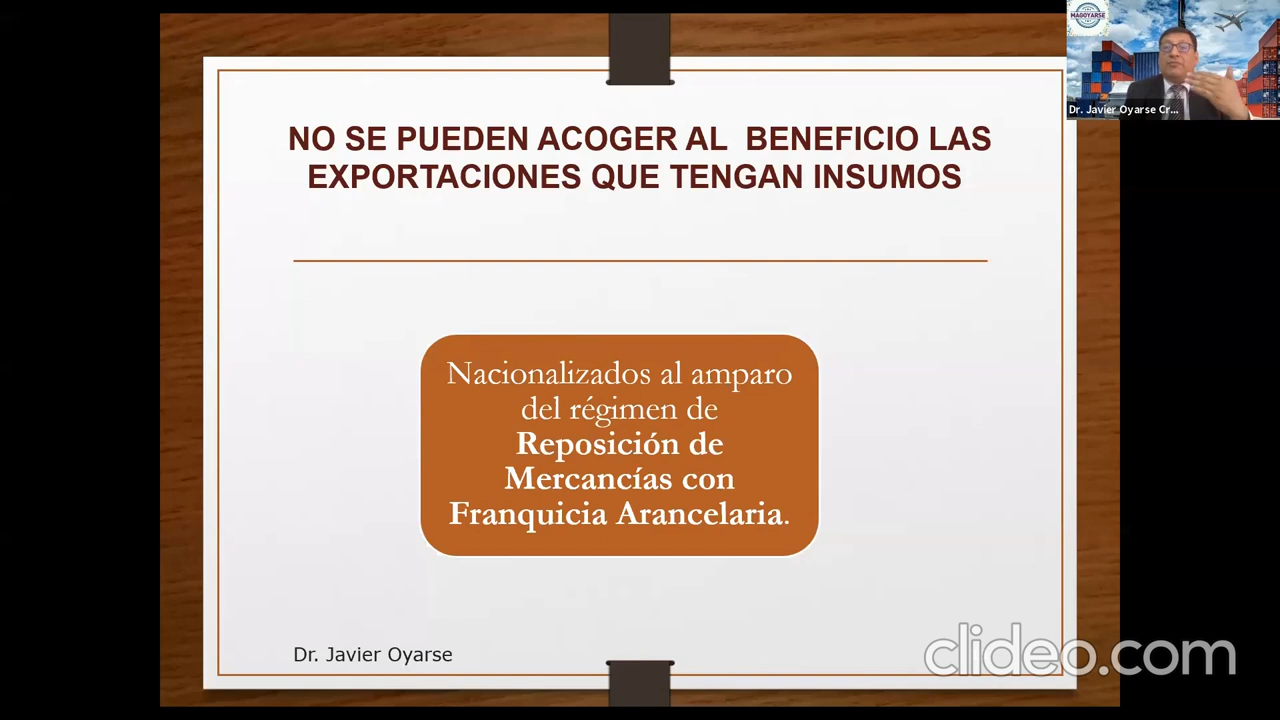 MAGOYARSE
Dr. Javier Oyarse Cr...
NO SE PUEDEN ACOGER AL BENEFICIO LAS
EXPORTACIONES QUE TENGAN INSUMOS
Nacionalizados al amparo
del régimen de
Reposición de
Mercancías con
Franquicia Arancelaria.
Dr. Javier Oyarse
clideo.com